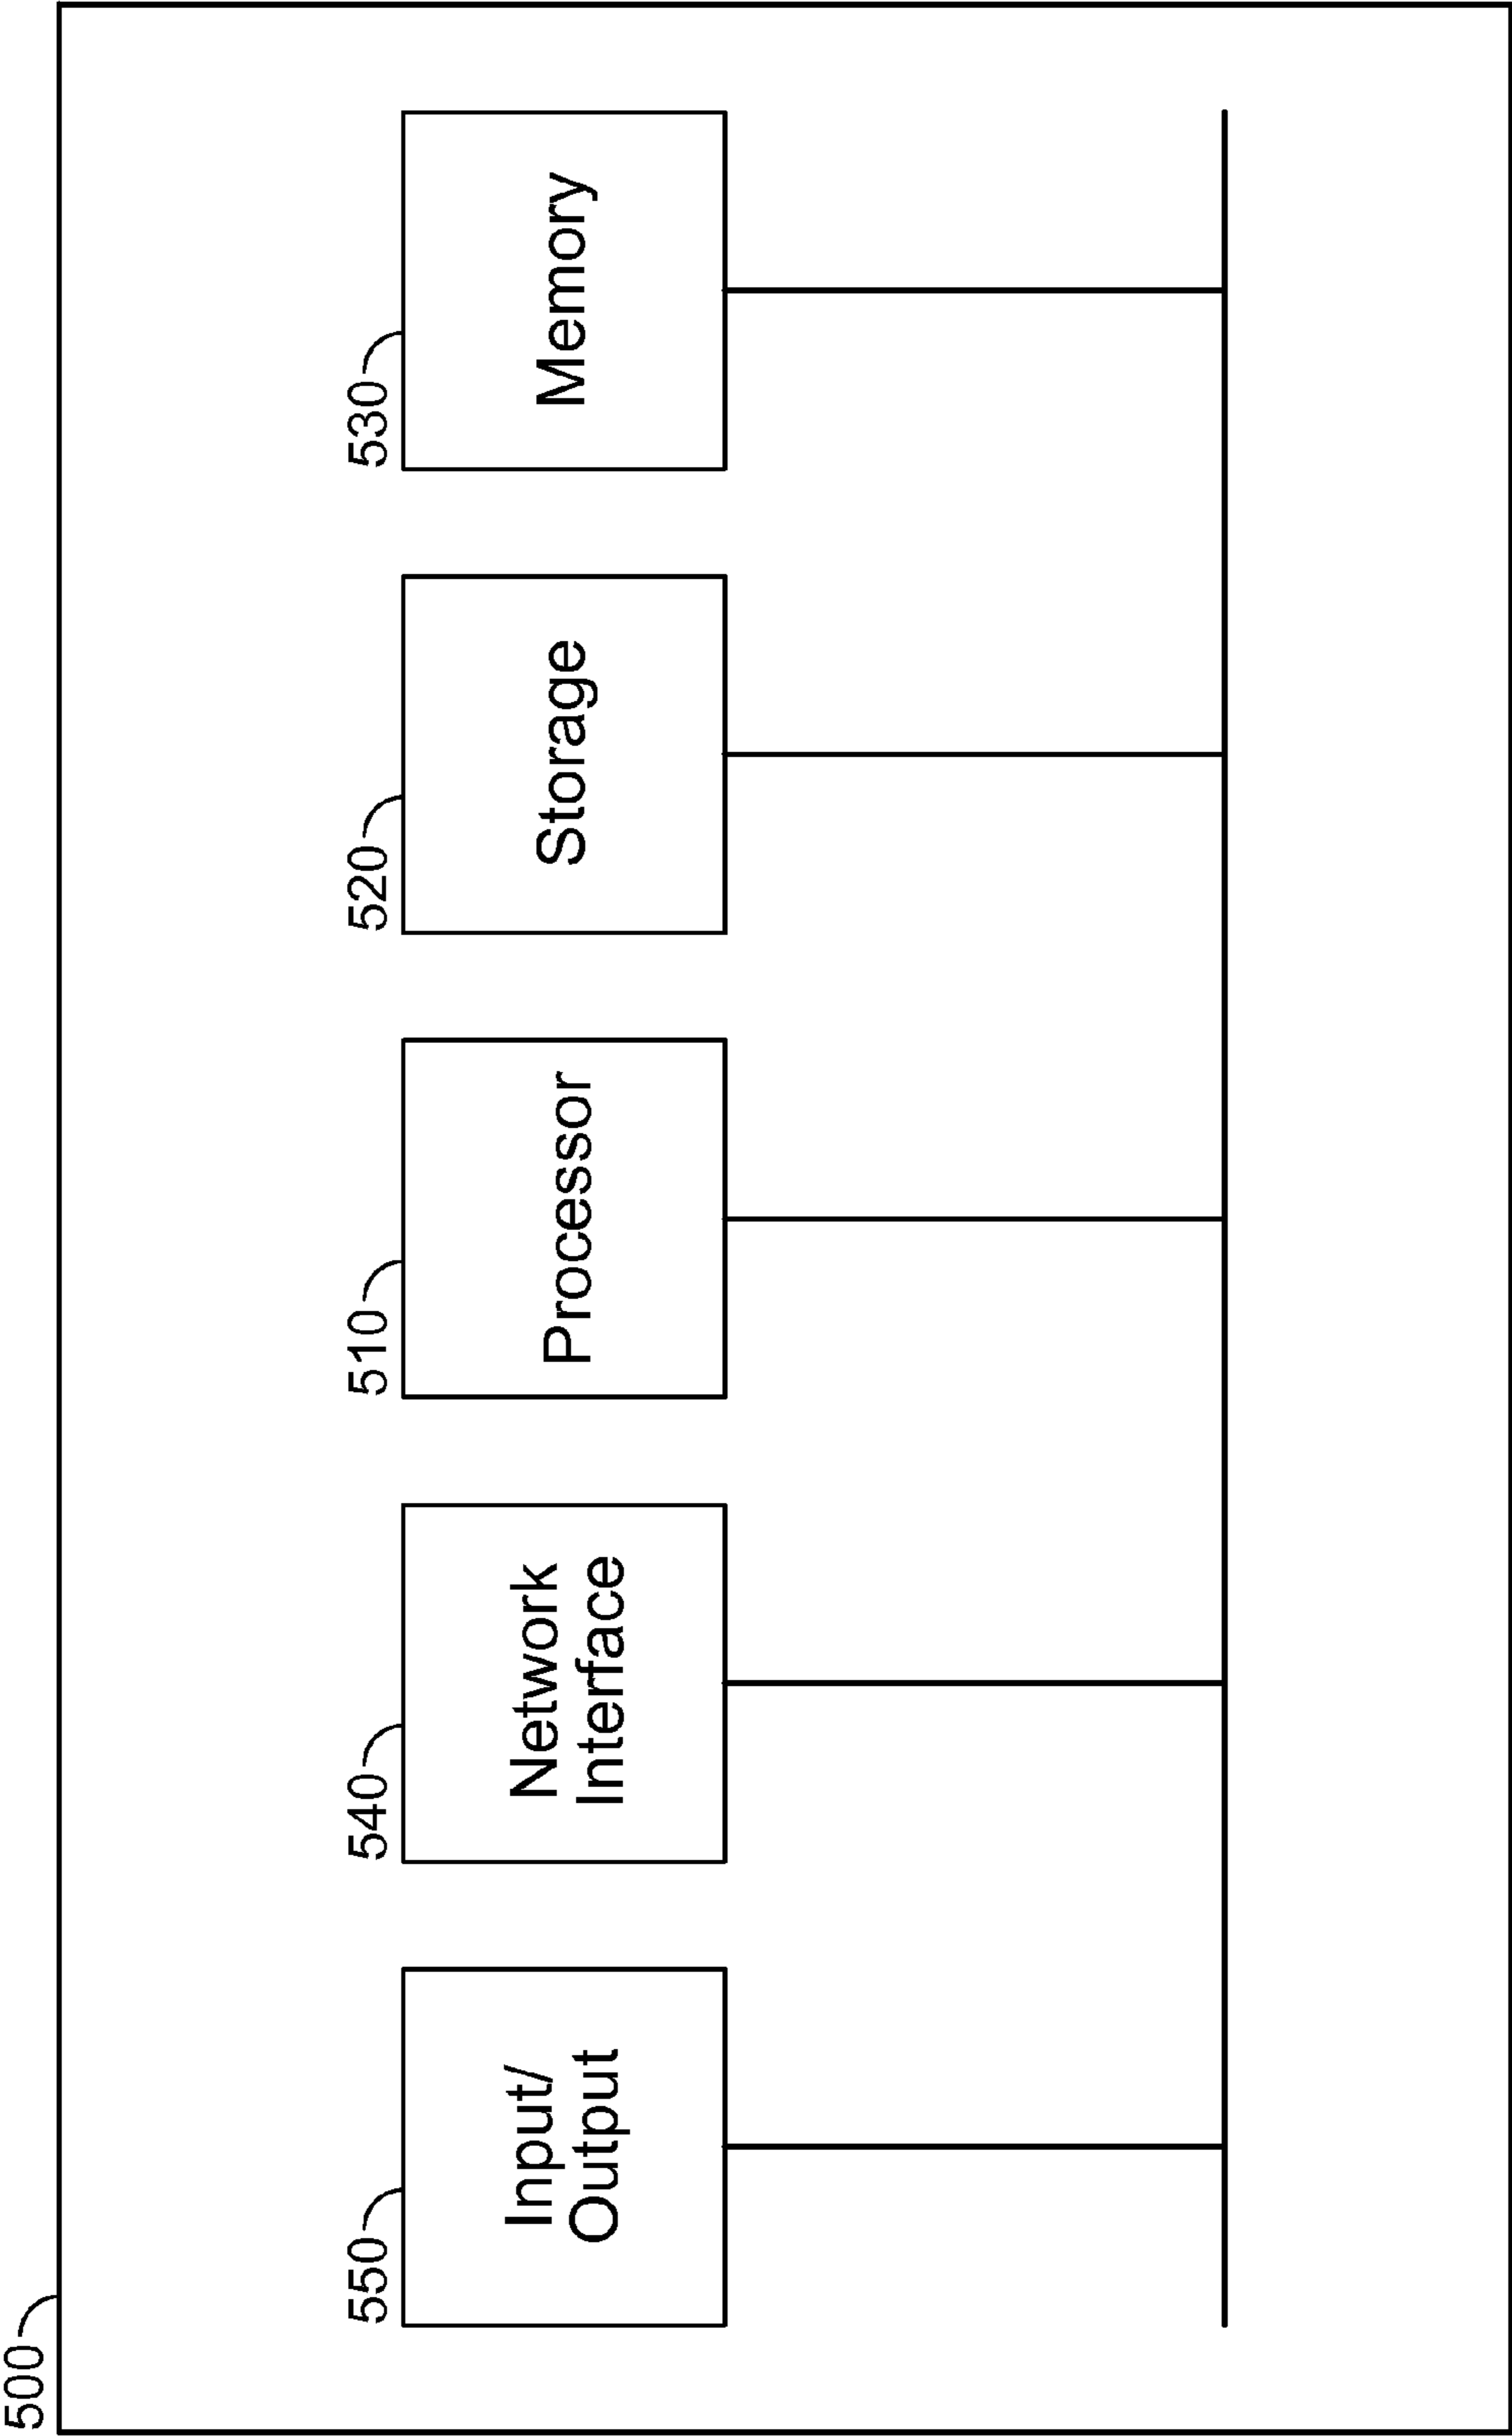 500
550
Input/
Output
540
Network
Interface
510
Processor
520
Storage
530
Memory